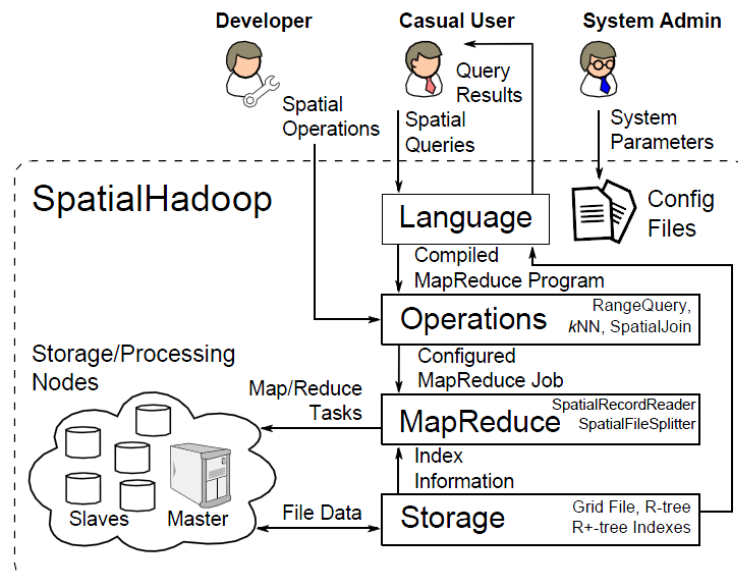 Developer
Casual User
System Admin
Spatial
Operations
Query
Results
Spatial
Queries
System
Parameters
SpatialHadoop
Language
Config
Files
Compiled
MapReduce Program
Operations
RangeQuery,
kNN, SpatialJoin
Storage/Processing
Nodes
Configured
MapReduce Job
Map/Reduce
Tasks
MapReduce
SpatialRecordReader
SpatialFileSplitter
Index
Information
Slaves
Master
File Data
Storage
Grid File, R-tree
R+-tree Indexes